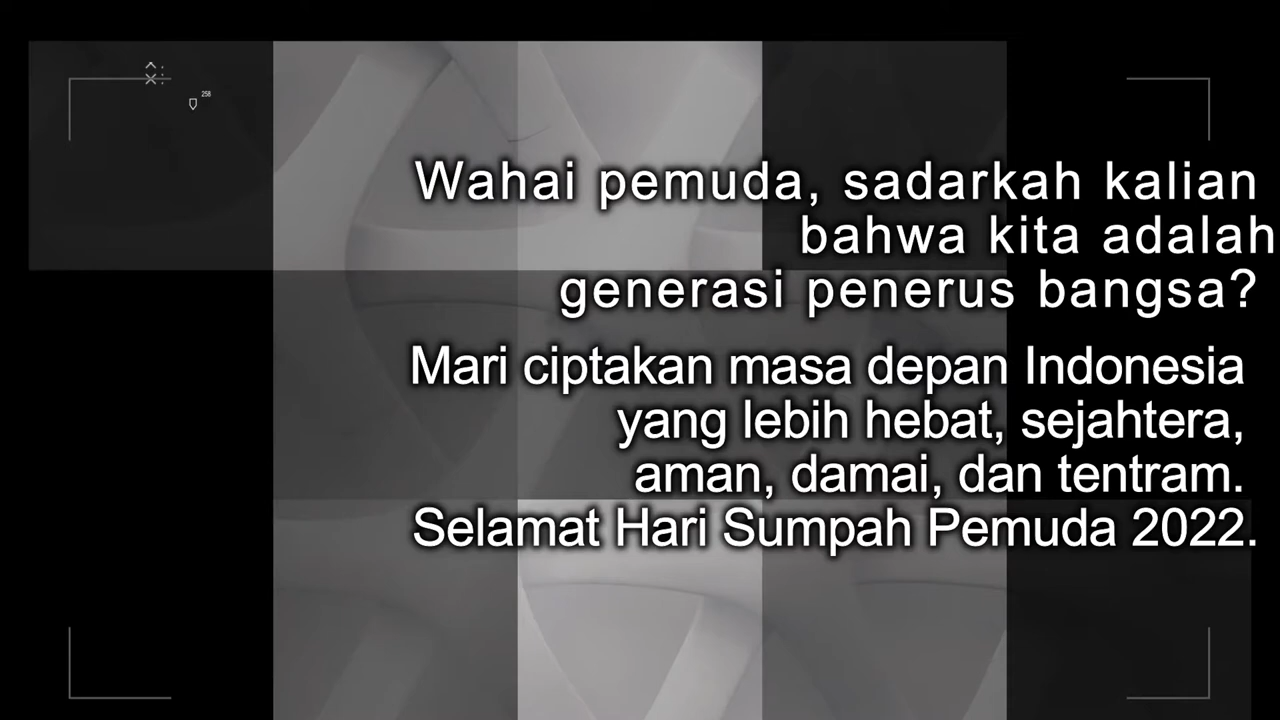 258
Wahai pemuda, sadarkah kalian
bahwa kita adalah
generasi penerus bangsa?
Mari ciptakan masa depan Indonesia
yang lebih hebat, sejahtera,
aman, damai, dan tentram.
Selamat Hari Sumpah Pemuda 2022.